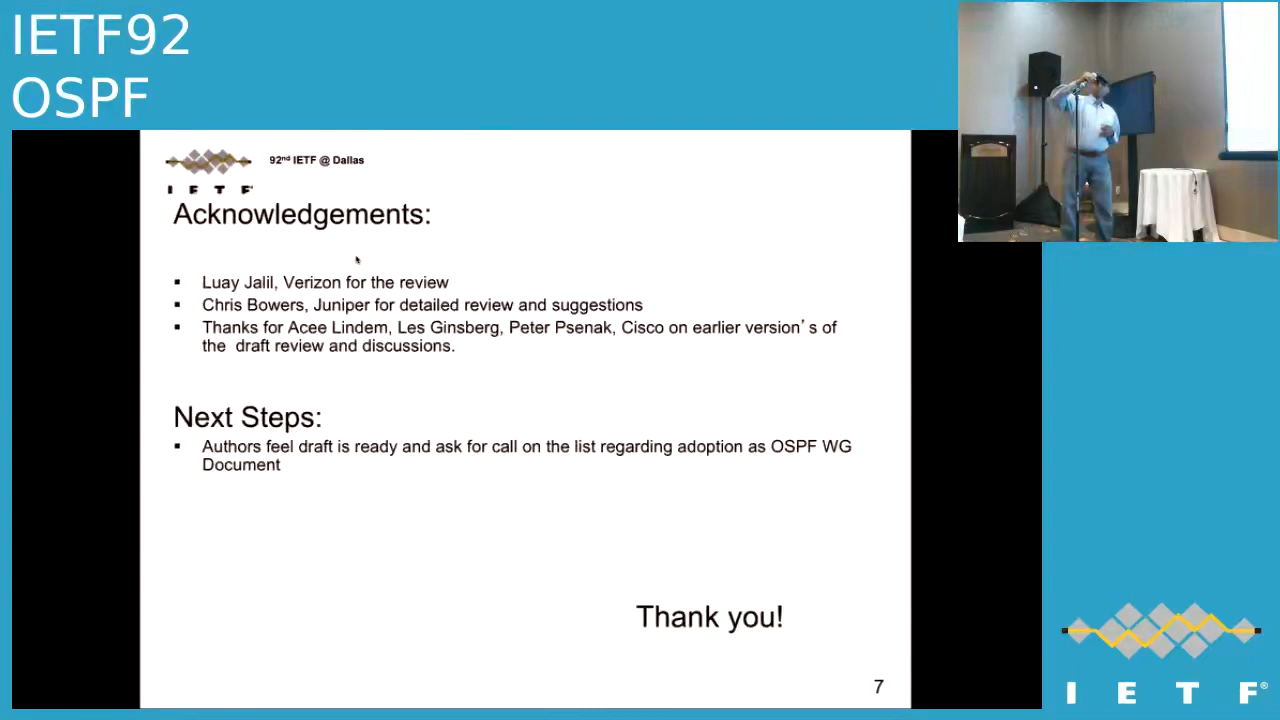 IETF92
OSPF
92nd IETF @ Dallas
I E T F
Acknowledgements:
▪ Luay Jalil, Verizon for the review
▪ Chris Bowers, Juniper for detailed review and suggestions
▪ Thanks for Acee Lindem, Les Ginsberg, Peter Psenak, Cisco on earlier version's of
the draft review and discussions.
Next Steps:
▪ Authors feel draft is ready and ask for call on the list regarding adoption as OSPF WG
Document
Thank you!
7
I E T F®